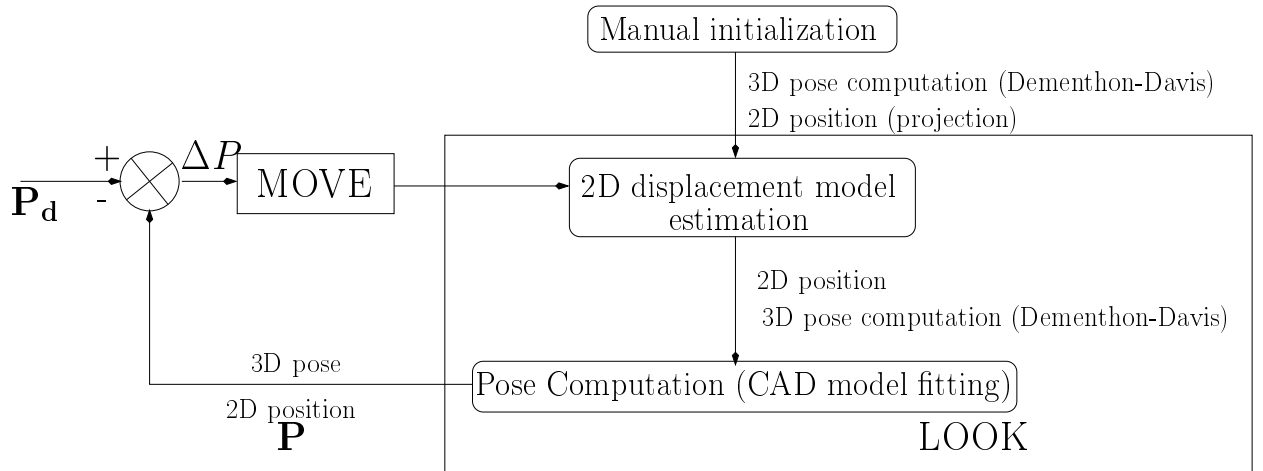 Manual initialization
3D pose computation (Dementhon-Davis)
2D position (projection)
+
ΔP
MOVE
P_d
-
2D displacement model
estimation
2D position
3D pose computation (Dementhon-Davis)
3D pose
Pose Computation (CAD model fitting)
2D position
P
LOOK